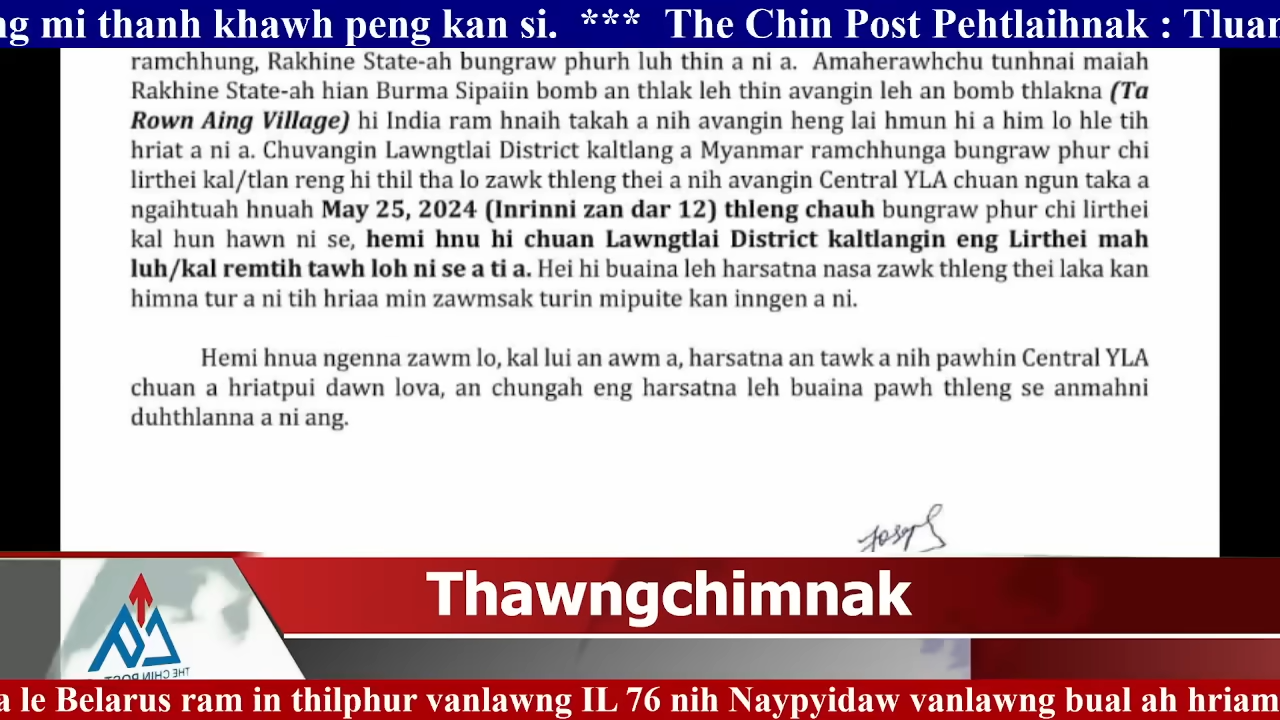 ng mi thanh khawh peng kan si. *** The Chin Post Pehtlaihnak : Tluan
ramchhung, Rakhine State-ah bungraw phurh luh thin a ni a. Amaherawhchu tunhnai maiah
Rakhine State-ah hian Burma Sipaiin bomb an thlak leh thin avangin leh an bomb thlakna (Ta
Rown Aing Village) hi India ram hnaih takah a nih avangin heng lai hmun hi a him lo hle tih
hriat a ni a. Chuvangin Lawngtlai District kaltlang a Myanmar ramchhunga bungraw phur chi
lirthei kal/tlan reng hi thil tha lo zawk thleng thei a nih avangin Central YLA chuan ngun taka a
ngaihtuah hnuah May 25, 2024 (Inrinni zan dar 12) thleng chauh bungraw phur chi lirthei
kal hun hawn ni se, hemi hnu hi chuan Lawngtlai District kaltlangin eng Lirthei mah
luh/kal remtih tawh loh ni se a ti a. Hei hi buaina leh harsatna nasa zawk thleng thei laka kan
himna tur a ni tih hriaa min zawmsak turin mipuite kan inngen a ni.
Hemi hnua ngenna zawm lo, kal lui an awm a, harsatna an tawk a nih pawhin Central YLA
chuan a hriatpui dawn lova, an chungah eng harsatna leh buaina pawh thleng se anmahni
duhthlanna a ni ang.
Thawngchimnak
THE CHIN POST
a le Belarus ram in thilphur vanlawng IL 76 nih Naypyidaw vanlawng bual ah hriam